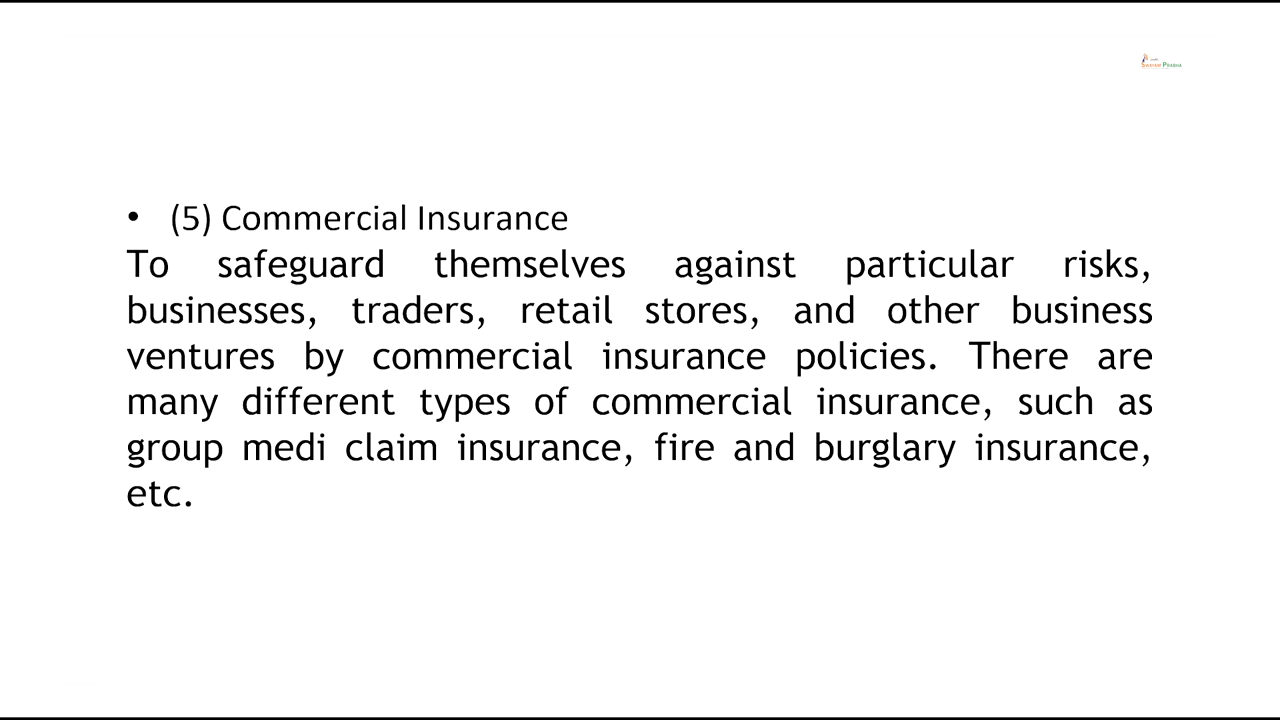 SWAYAM PRABHA
• (5) Commercial Insurance
To safeguard themselves against particular risks,
businesses, traders, retail stores, and other business
ventures by commercial insurance policies. There are
many different types of commercial insurance, such as
group medi claim insurance, fire and burglary insurance,
etc.